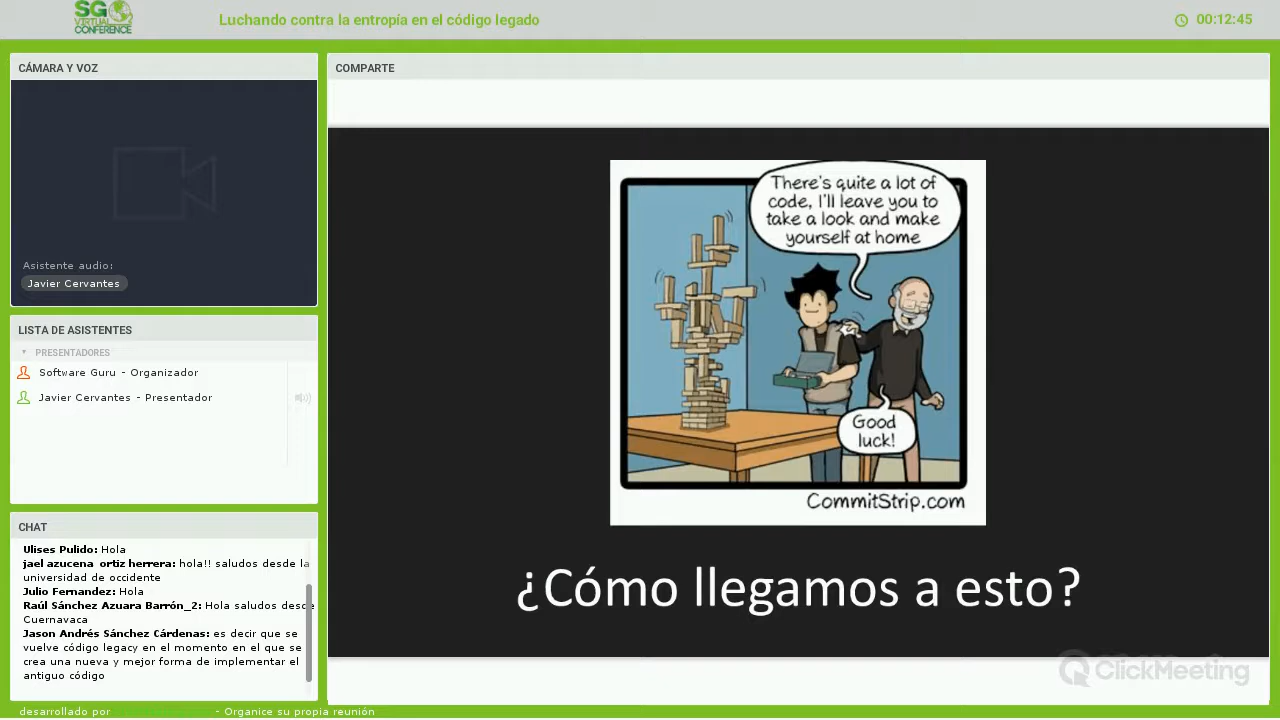 SG
VIRTUAL
CONFERENCE
Luchando contra la entropía en el código legado
00:12:45
CÁMARA Y VOZ
Asistente audio:
Javier Cervantes
LISTA DE ASISTENTES
PRESENTADORES
Software Guru - Organizador
Javier Cervantes - Presentador
CHAT
Ulises Pulido: Hola
jael azucena ortiz herrera: hola!! saludos desde la
universidad de occidente
Julio Fernandez: Hola
Raúl Sánchez Azuara Barrón_2: Hola saludos desde
Cuernavaca
Jason Andrés Sánchez Cárdenas: es decir que se
vuelve código legacy en el momento en el que se
crea una nueva y mejor forma de implementar el
antiguo código
desarrollado por
- Organice su propia reunión
COMPARTE
There's quite a lot of
code, I'll leave you to
take a look and make
yourself at home
Good
luck!
CommitStrip.com
¿Cómo llegamos a esto?
ClickMeeting